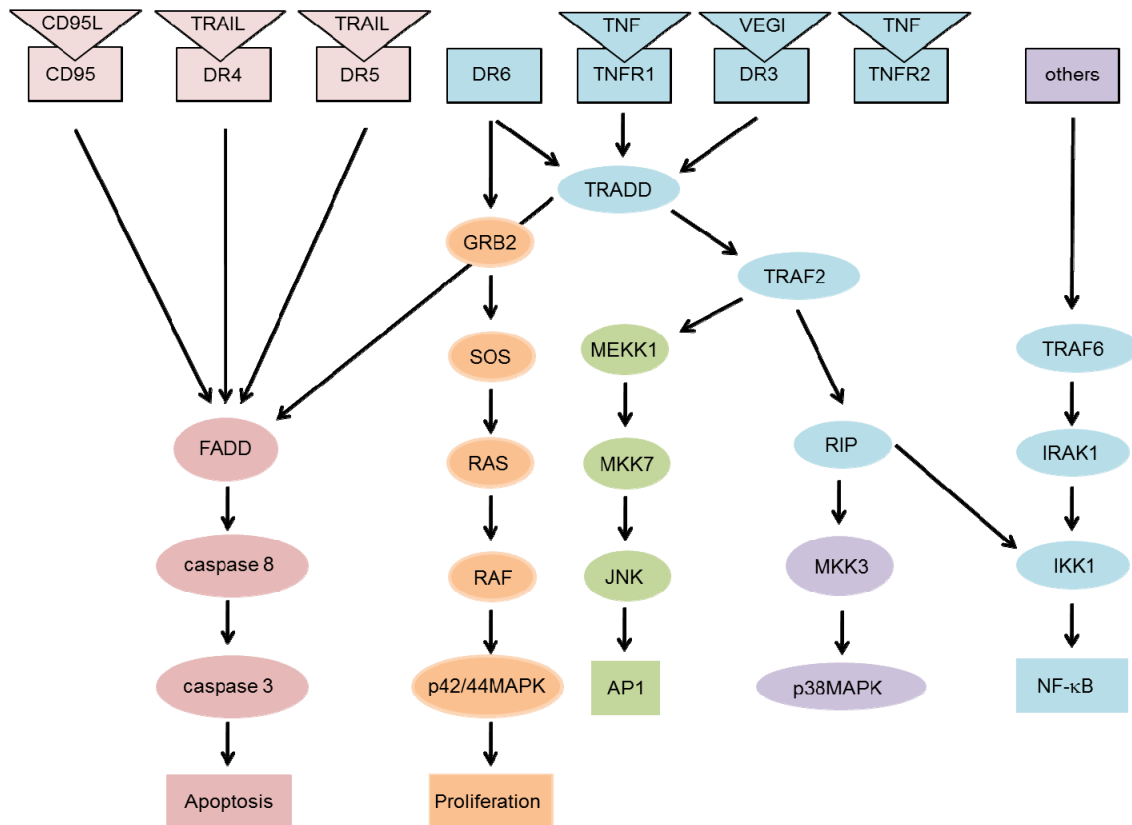 CD95L
TRAIL
TRAIL
TNF
VEGI
TNF
CD95
DR4
DR5
DR6
TNFR1
DR3
TNFR2
others
TRADD
GRB2
TRAF2
SOS
MEKK1
TRAF6
FADD
RAS
MKK7
RIP
IRAK1
caspase 8
RAF
JNK
MKK3
IKK1
caspase 3
p42/44MAPK
AP1
p38MAPK
NF-κB
Apoptosis
Proliferation